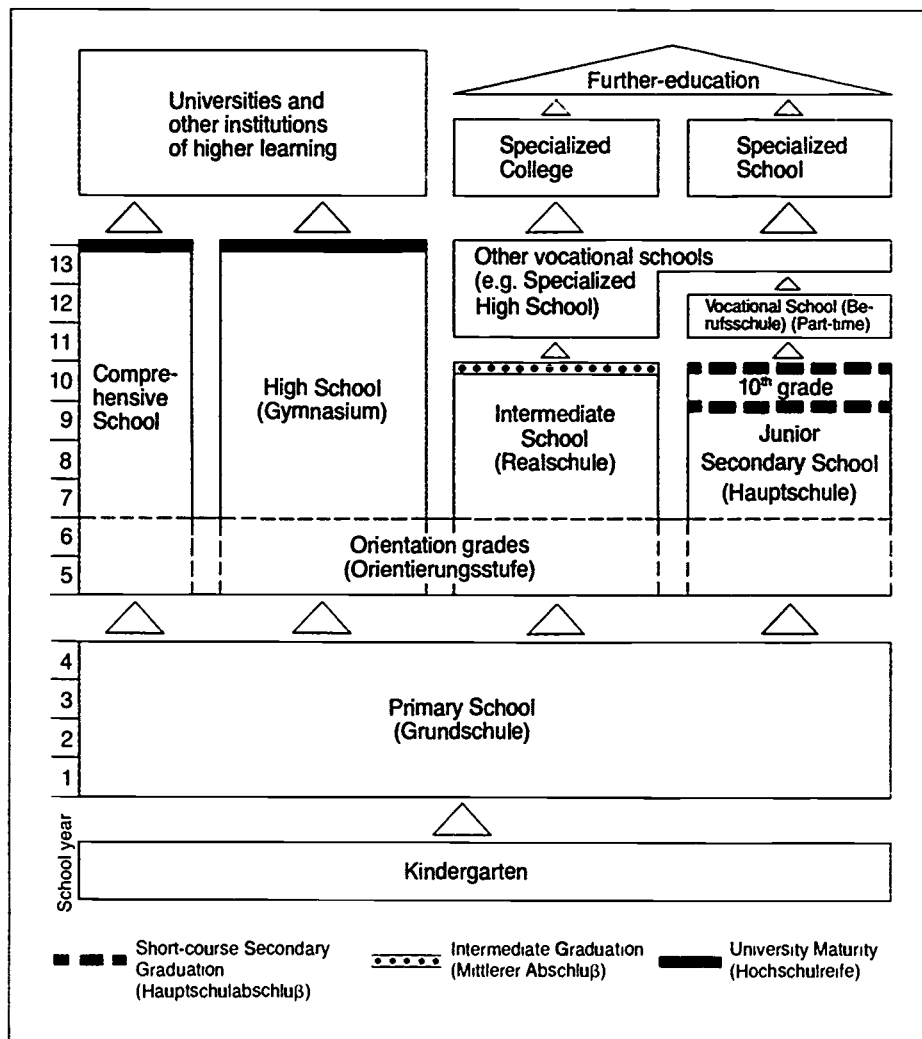 Universities and
other institutions
of higher learning
Further-education
Specialized
College
Specialized
School
13
12
11
10
9
8
7
6
5
4
3
2
1
School year
Compre-
hensive
School
High School
(Gymnasium)
Other vocational schools
(e.g. Specialized
High School)
Vocational School (Be-
rufsschule) (Part-time)
Intermediate
School
(Realschule)
10th grade
Junior
Secondary School
(Hauptschule)
Orientation grades
(Orientierungsstufe)
Primary School
(Grundschule)
Kindergarten
Short-course Secondary
Graduation
(Hauptschulabschluß)
Intermediate Graduation
(Mittlerer Abschluß)
University Maturity
(Hochschulreife)